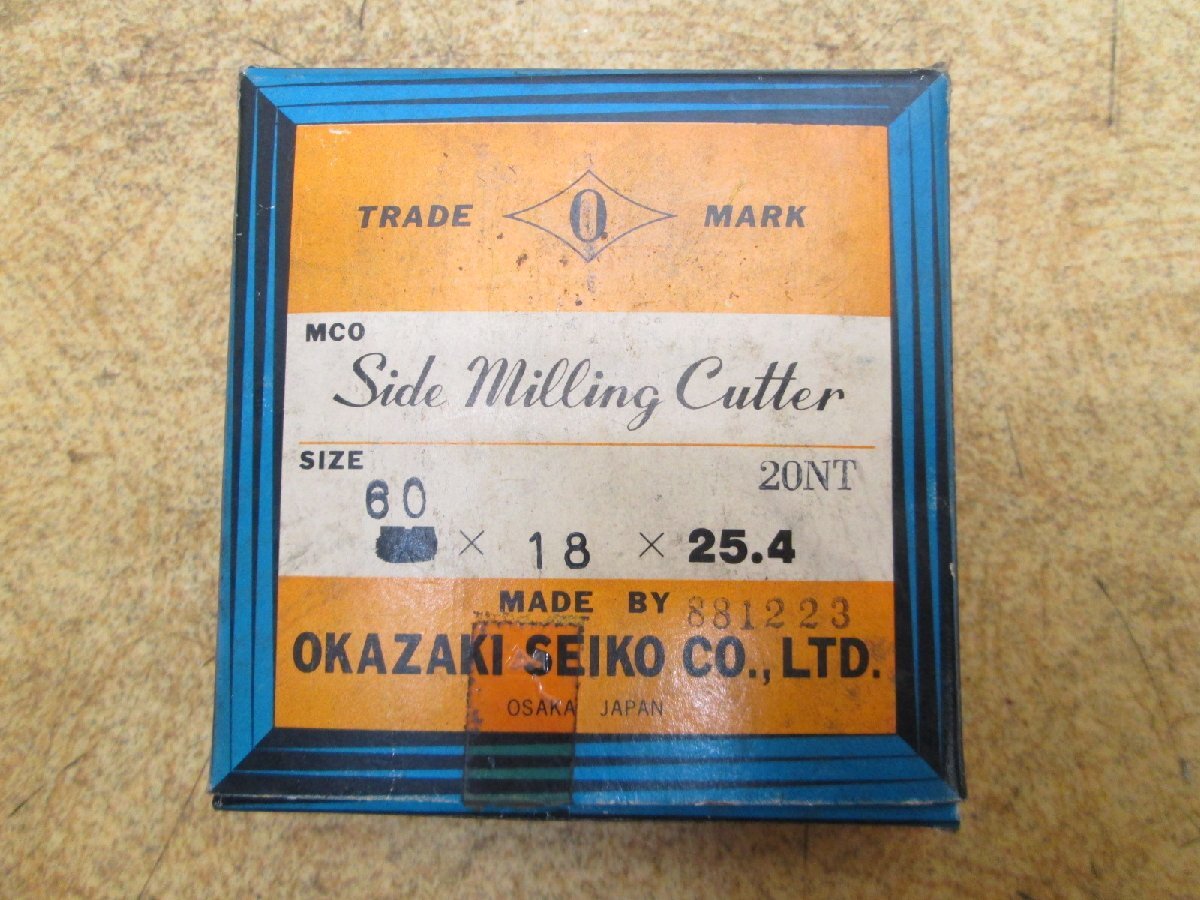 TRADE O MARK
MCO
Side Milling Cutter
SIZE
20NT
60
× 18 × 25.4
MADE BY 881223
OKAZAKI SEIKO CO., LTD.
OSAKA JAPAN